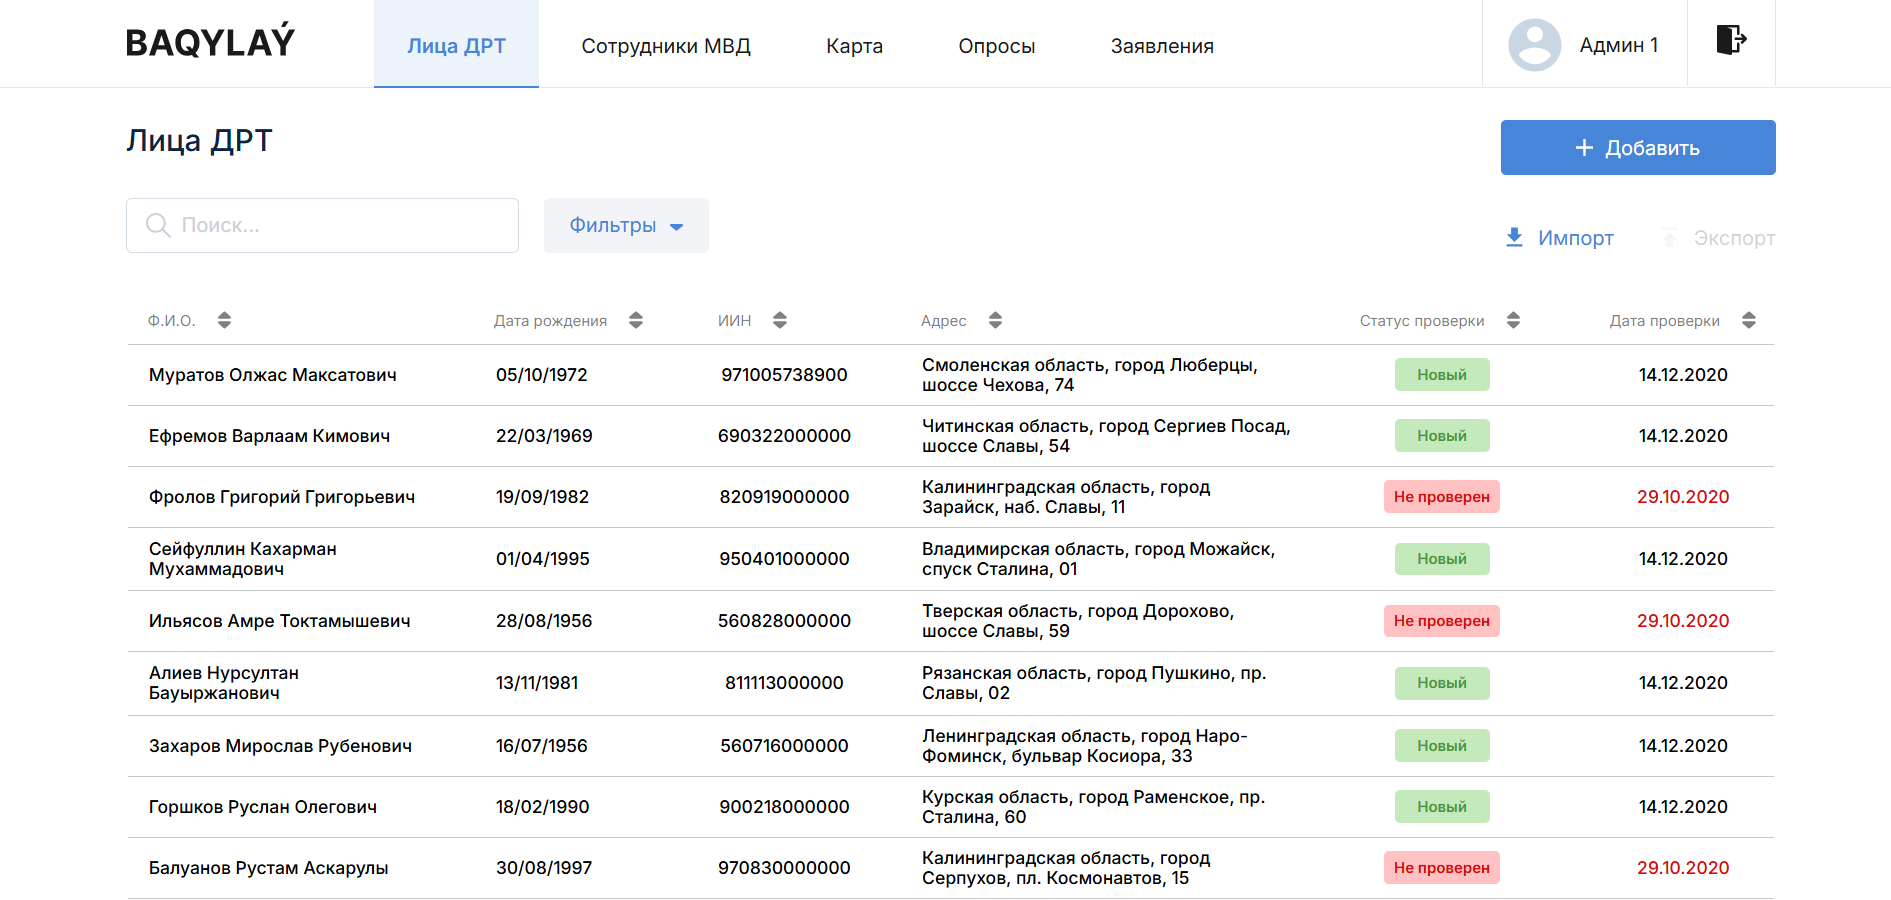 BAQYLAÝ
Лица ДРТ
Сотрудники МВД
Карта
Опросы
Заявления
Админ 1
Лица ДРТ
+ Добавить
Поиск...
Фильтры
Импорт
Экспорт
Ф.И.О. Дата рождения ИИН Адрес Статус проверки Дата проверки
Муратов Олжас Максатович 05/10/1972 971005738900 Смоленская область, город Люберцы,
шоссе Чехова, 74 Новый 14.12.2020
Ефремов Варлаам Кимович 22/03/1969 690322000000 Читинская область, город Сергиев Посад,
шоссе Славы, 54 Новый 14.12.2020
Фролов Григорий Григорьевич 19/09/1982 820919000000 Калининградская область, город
Зарайск, наб. Славы, 11 Не проверен 29.10.2020
Сейфуллин Кахарман
Мухаммадович 01/04/1995 950401000000 Владимирская область, город Можайск,
спуск Сталина, 01 Новый 14.12.2020
Ильясов Амре Токтамышевич 28/08/1956 560828000000 Тверская область, город Дорохово,
шоссе Славы, 59 Не проверен 29.10.2020
Алиев Нурсултан
Бауыржанович 13/11/1981 811113000000 Рязанская область, город Пушкино, пр.
Славы, 02 Новый 14.12.2020
Захаров Мирослав Рубенович 16/07/1956 560716000000 Ленинградская область, город Наро-
Фоминск, бульвар Косиора, 33 Новый 14.12.2020
Горшков Руслан Олегович 18/02/1990 900218000000 Курская область, город Раменское, пр.
Сталина, 60 Новый 14.12.2020
Балуанов Рустам Аскарулы 30/08/1997 970830000000 Калининградская область, город
Серпухов, пл. Космонавтов, 15 Не проверен 29.10.2020